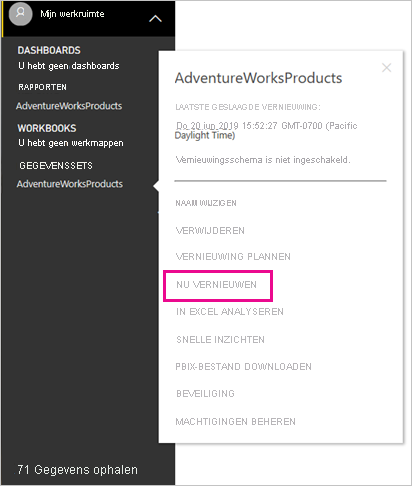 Mijn werkruimte
DASHBOARDS
U hebt geen dashboards
RAPPORTEN
AdventureWorksProducts
WORKBOOKS
U hebt geen werkmappen
GEGEVENSSETS
AdventureWorksProducts
71 Gegevens ophalen
AdventureWorksProducts
LAATSTE GESLAAGDE VERNIEUWING:
Do 20 jun 2019 15:52:27 GMT-0700 (Pacific
Daylight Time)
Vernieuwingsschema is niet ingeschakeld.
NAAM WIJZIGEN
VERWIJDEREN
VERNIEUWING PLANNEN
NU VERNIEUWEN
IN EXCEL ANALYSEREN
SNELLE INZICHTEN
PBIX-BESTAND DOWNLOADEN
BEVEILIGING
MACHTIGINGEN BEHEREN